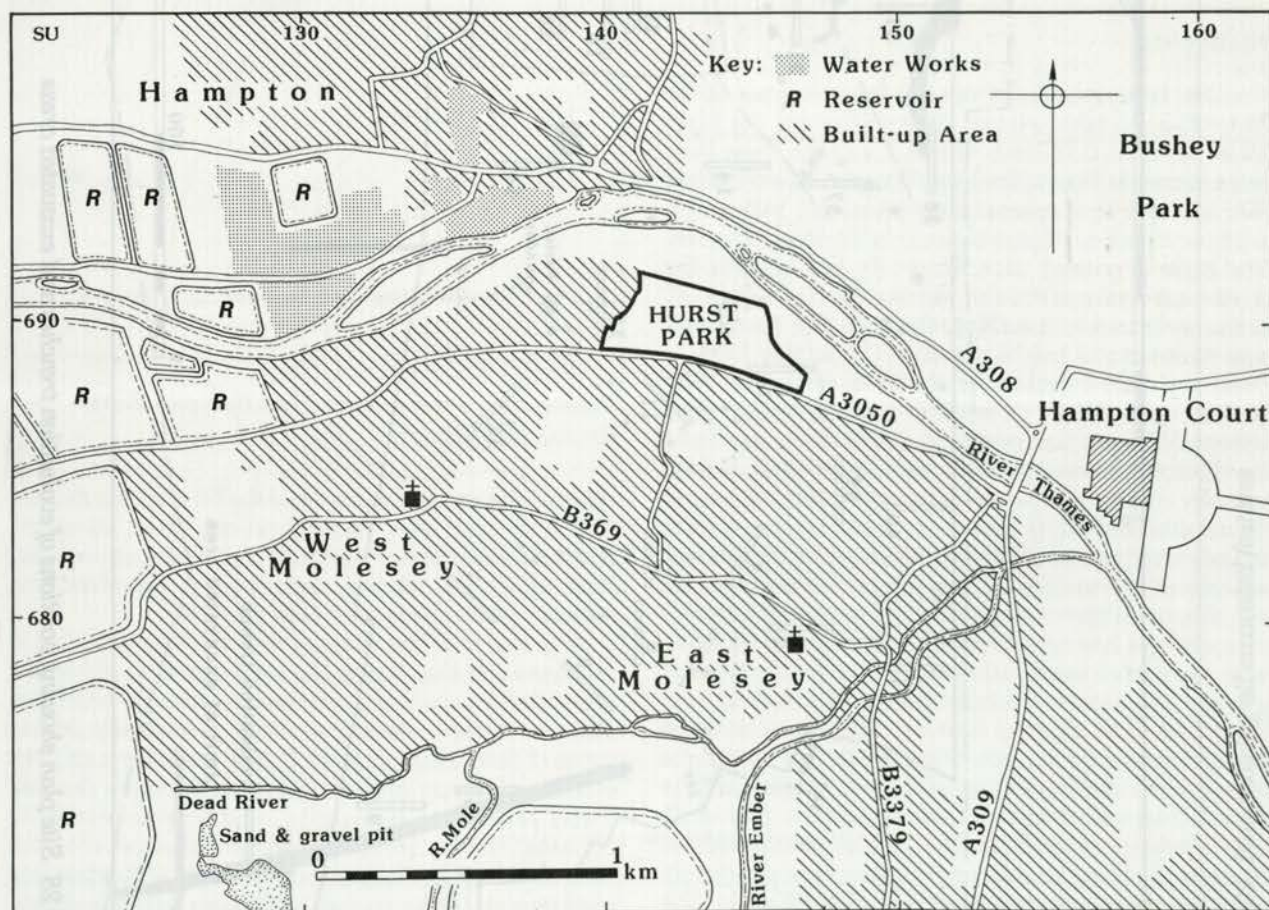 SU
130
140
150
160
Key:
Water Works
R Reservoir
Built-up Area
Hampton
Bushey
Park
R
R
R
R
690
HURST
PARK
A308
A3050
Hampton Court
River Thames
R
R
B369
West
Molesey
R
680
East
Molesey
R
Dead River
Sand & gravel pit
R. Mole
0
1
km
River Ember
B3379
A309